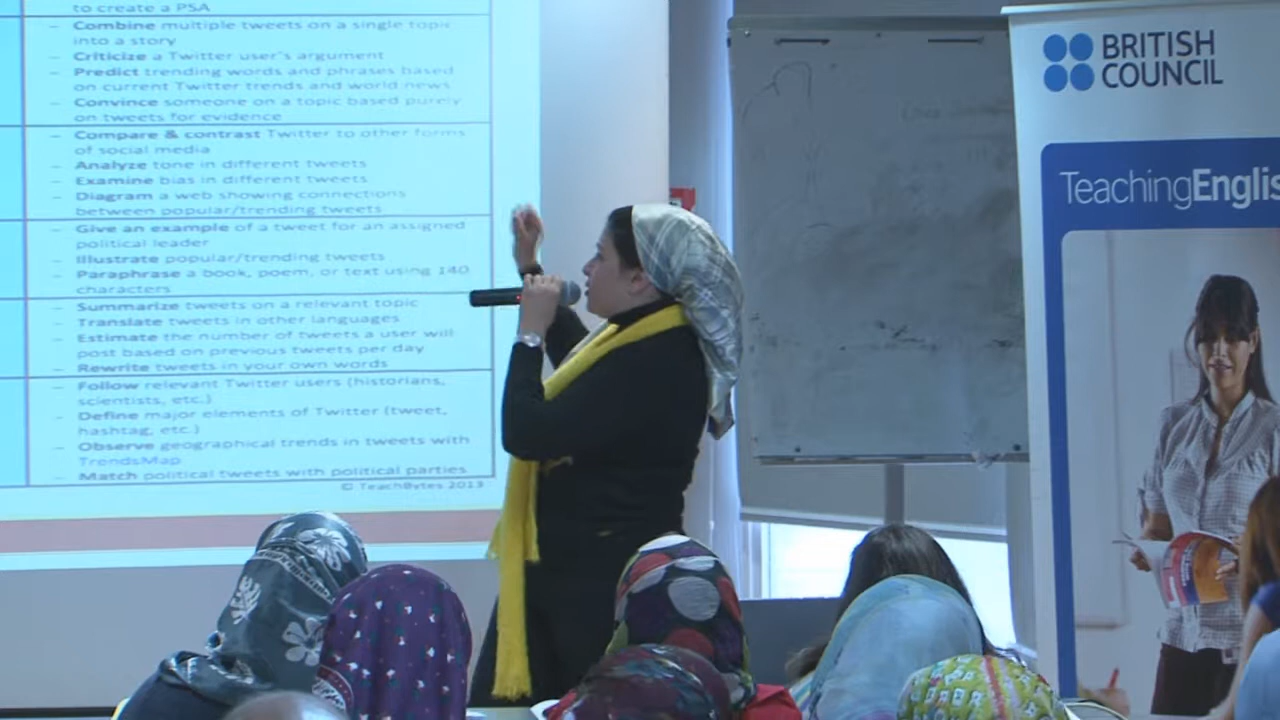 to create a PSA
– Combine multiple tweets on a single topic
into a story
– Criticize a Twitter user's argument
– Predict trending words and phrases based
on current Twitter trends and world news
– Convince someone on a topic based purely
on tweets for evidence
– Compare & contrast Twitter to other forms
of social media
– Analyze tone in different tweets
– Examine bias in different tweets
– Diagram a web showing connections
between popular/trending tweets
– Give an example of a tweet for an assigned
political leader
– Illustrate popular/trending tweets
– Paraphrase a book, poem, or text using 140
characters
– Summarize tweets on a relevant topic
– Translate tweets in other languages
– Estimate the number of tweets a user will
post based on previous tweets per day
– Rewrite tweets in your own words
– Follow relevant Twitter users (historians,
scientists, etc.)
– Define major elements of Twitter (tweet,
hashtag, etc.)
– Observe geographical trends in tweets with
TrendsMap
– Match political tweets with political parties
© TeachBytes 2013
BRITISH
COUNCIL
TeachingEnglis